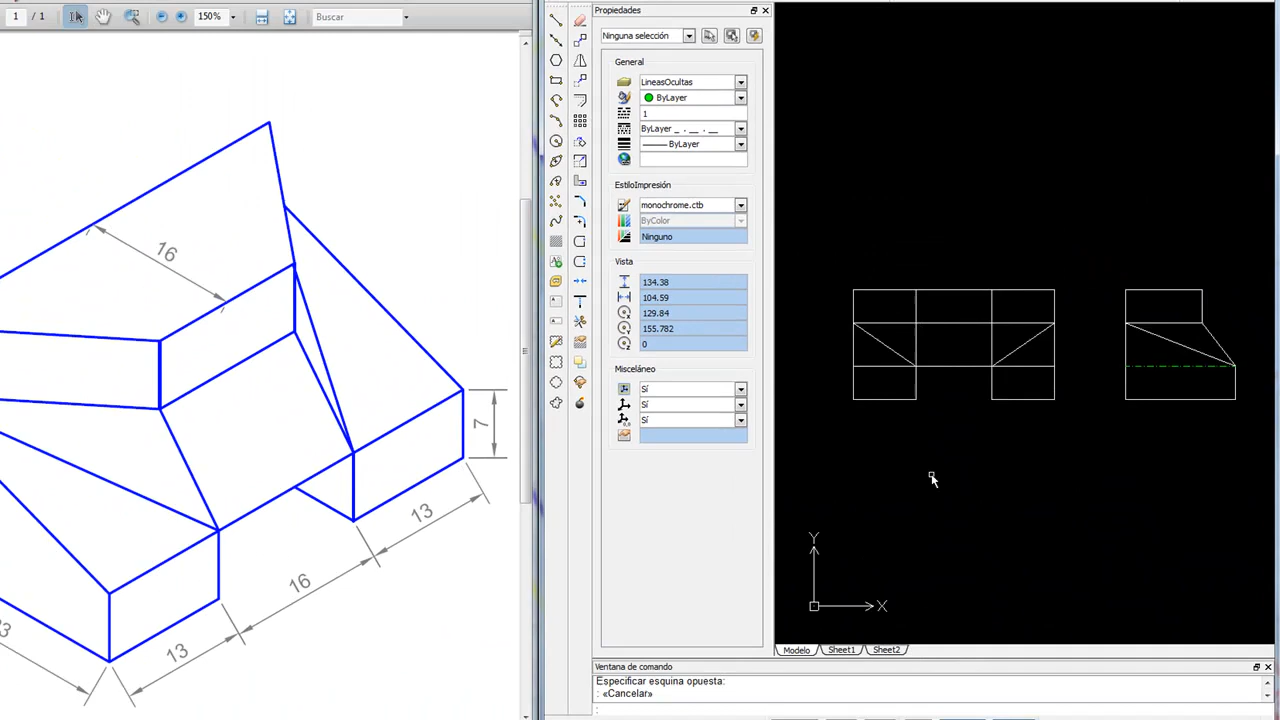 1 / 1
150%
Buscar
16
7
13
16
13
Propiedades
Ninguna selección
General
LineasOcultas
ByLayer
1
ByLayer _ . __ . __
ByLayer
EstiloImpresión
monochrome.ctb
ByColor
Ninguno
Vista
134.38
104.59
129.84
155.782
0
Misceláneo
Sí
Sí
Sí
Y
X
Modelo
Sheet1
Sheet2
Ventana de comando
Especificar esquina opuesta:
: «Cancelar»
: